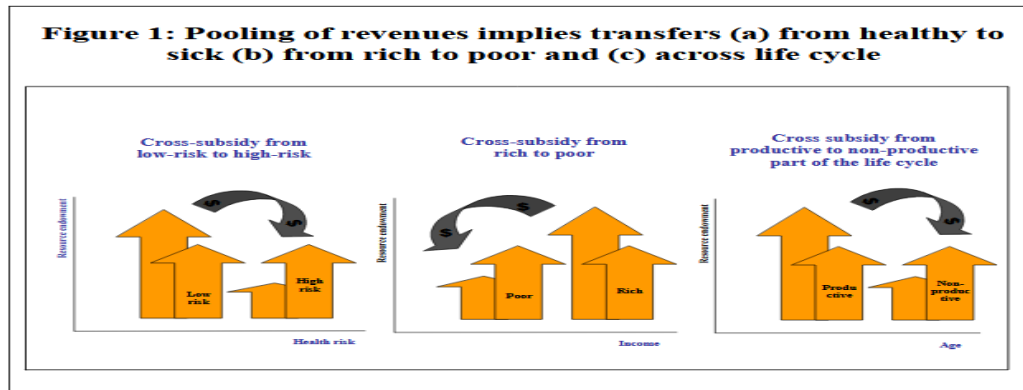 Figure 1: Pooling of revenues implies transfers (a) from healthy to
sick (b) from rich to poor and (c) across life cycle
Cross-subsidy from
low-risk to high-risk
Resource endowment
$ $
Low
risk
High
risk
Health risk
Cross-subsidy from
rich to poor
Resource endowment
$ $
Poor
Rich
Income
Cross subsidy from
productive to non-productive
part of the life cycle
Resource endowment
$ $
Produ
ctive
Non-
produc
tive
Age